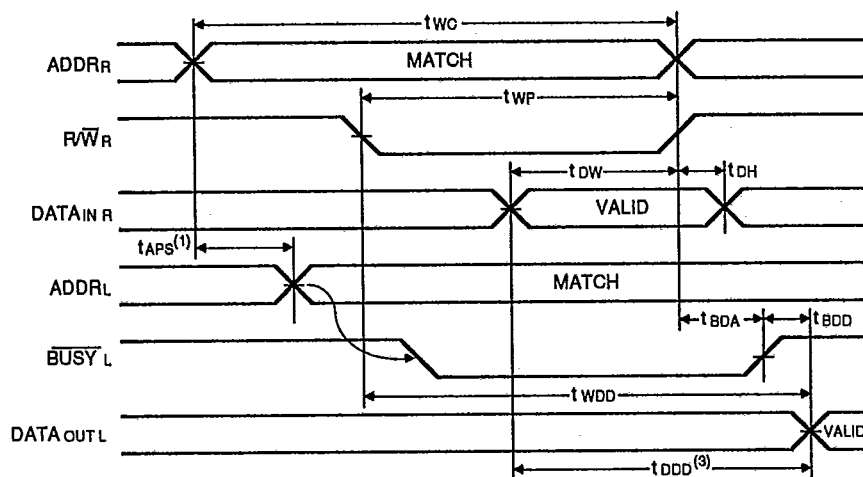 tWC
ADDRR
MATCH
tWP
R/W̅R
tDW
tDH
DATAIN R
VALID
tAPS(1)
ADDRL
MATCH
tBDA
tBDD
B̅U̅S̅Y̅L
tWDD
DATAOUT L
VALID
tDDD(3)